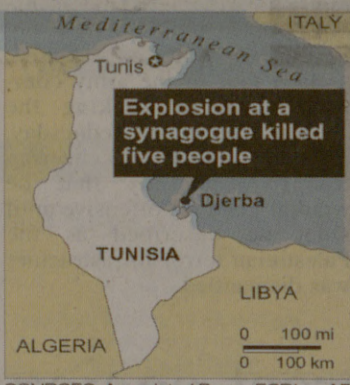 ITALY
Mediterranean Sea
Tunis
Explosion at a
synagogue killed
five people
Djerba
TUNISIA
LIBYA
ALGERIA
0 100 mi
0 100 km